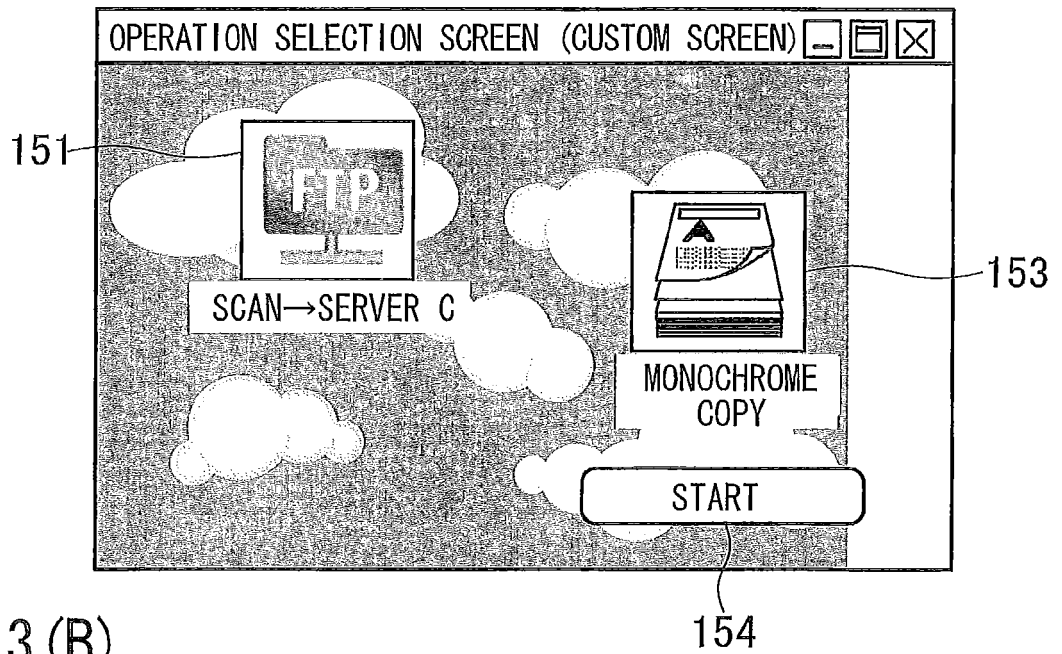 OPERATION SELECTION SCREEN (CUSTOM SCREEN)
151
FTP
A
153
SCAN→SERVER C
MONOCHROME
COPY
START
154
3(B)